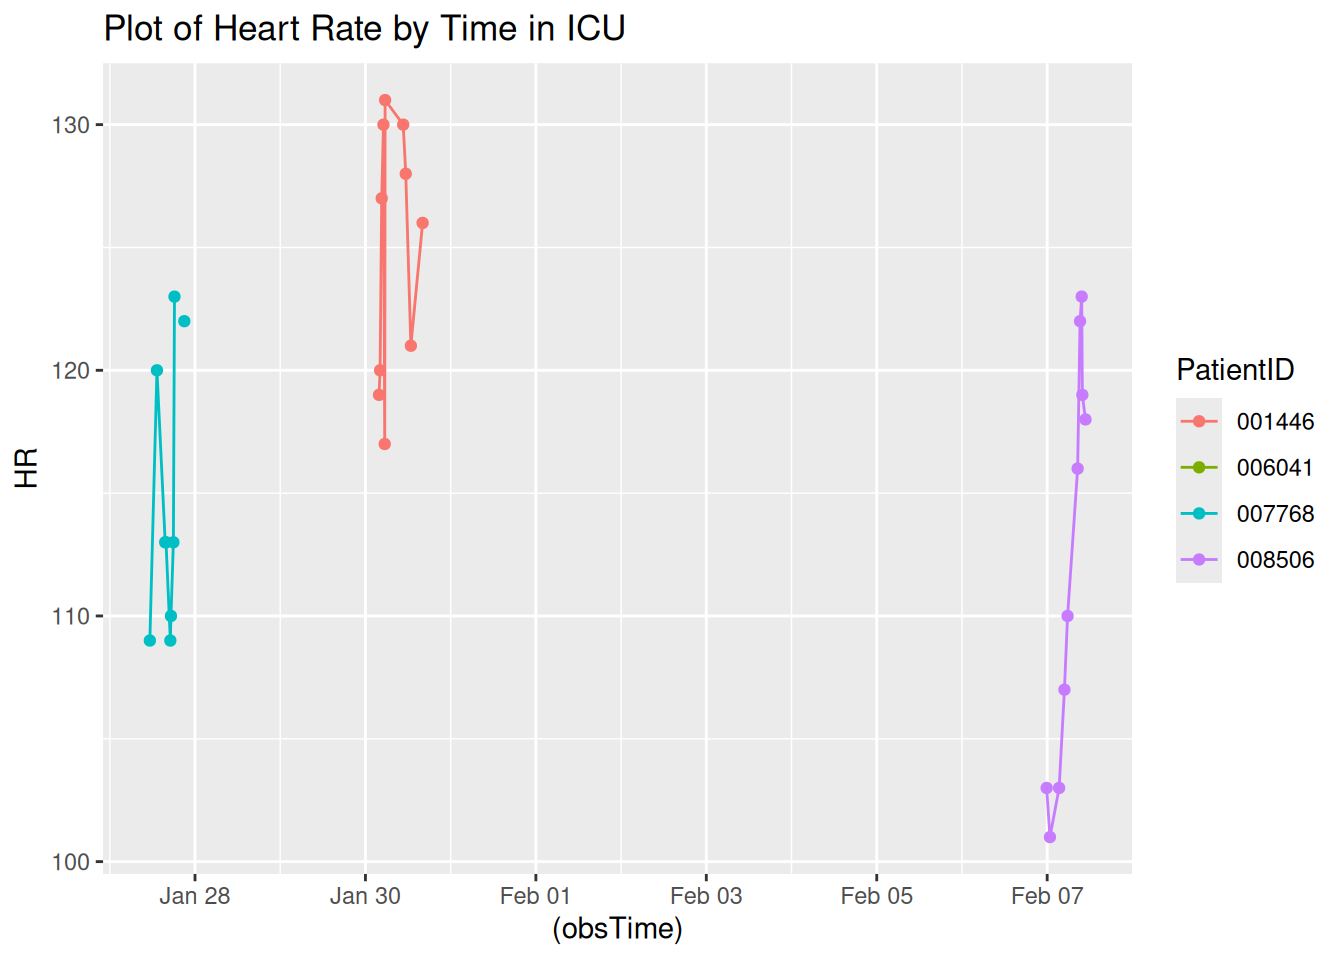 Plot of Heart Rate by Time in ICU
130
120
110
100
HR
Jan 28
Jan 30
Feb 01
Feb 03
Feb 05
Feb 07
(obsTime)
PatientID
001446
006041
007768
008506